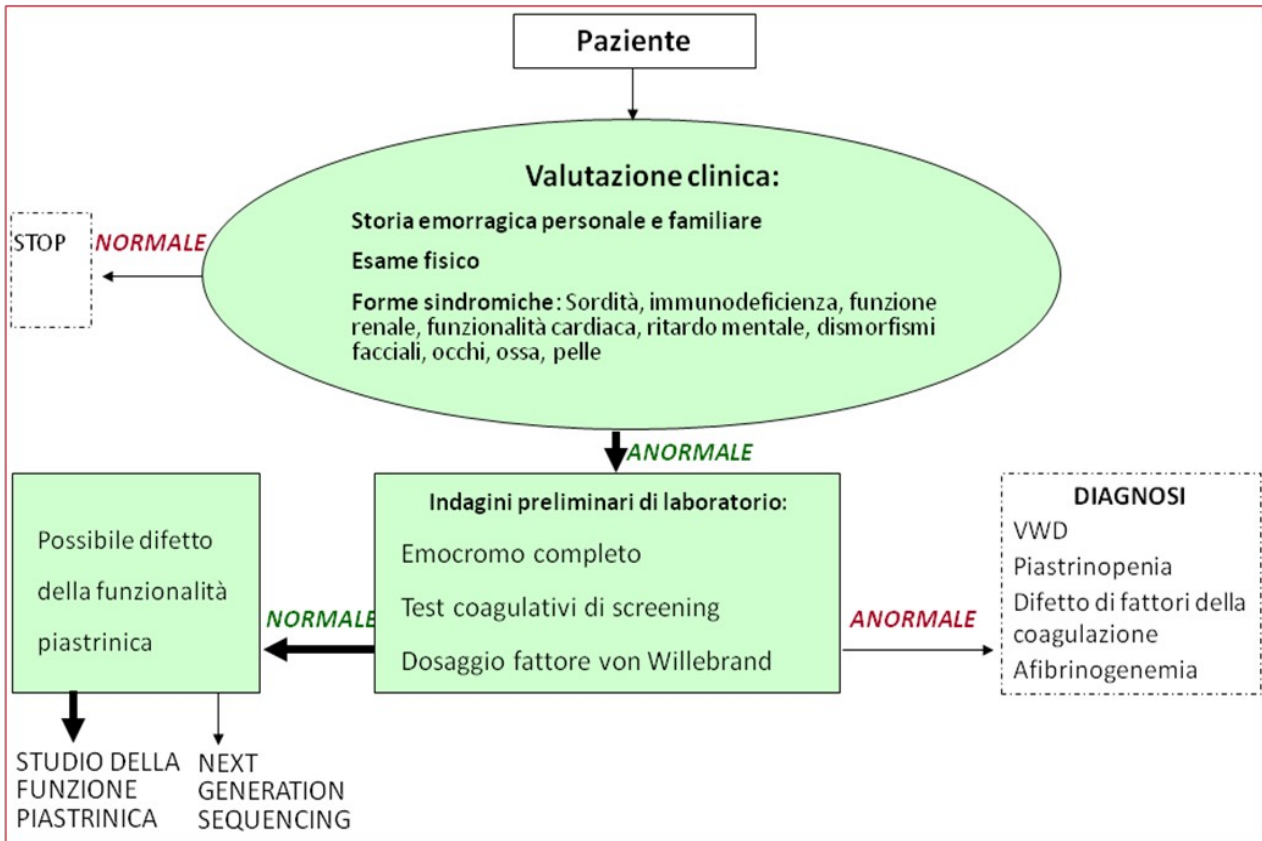 Paziente
Valutazione clinica:
Storia emorragica personale e familiare
Esame fisico
Forme sindromiche: Sordità, immunodeficienza, funzione
renale, funzionalità cardiaca, ritardo mentale, dismorfismi
facciali, occhi, ossa, pelle
STOP
NORMALE
ANORMALE
Possibile difetto
della funzionalità
piastrinica
NORMALE
Indagini preliminari di laboratorio:
Emocromo completo
Test coagulativi di screening
Dosaggio fattore von Willebrand
ANORMALE
DIAGNOSI
VWD
Piastrinopenia
Difetto di fattori della
coagulazione
Afibrinogenemia
STUDIO DELLA
FUNZIONE
PIASTRINICA
NEXT
GENERATION
SEQUENCING